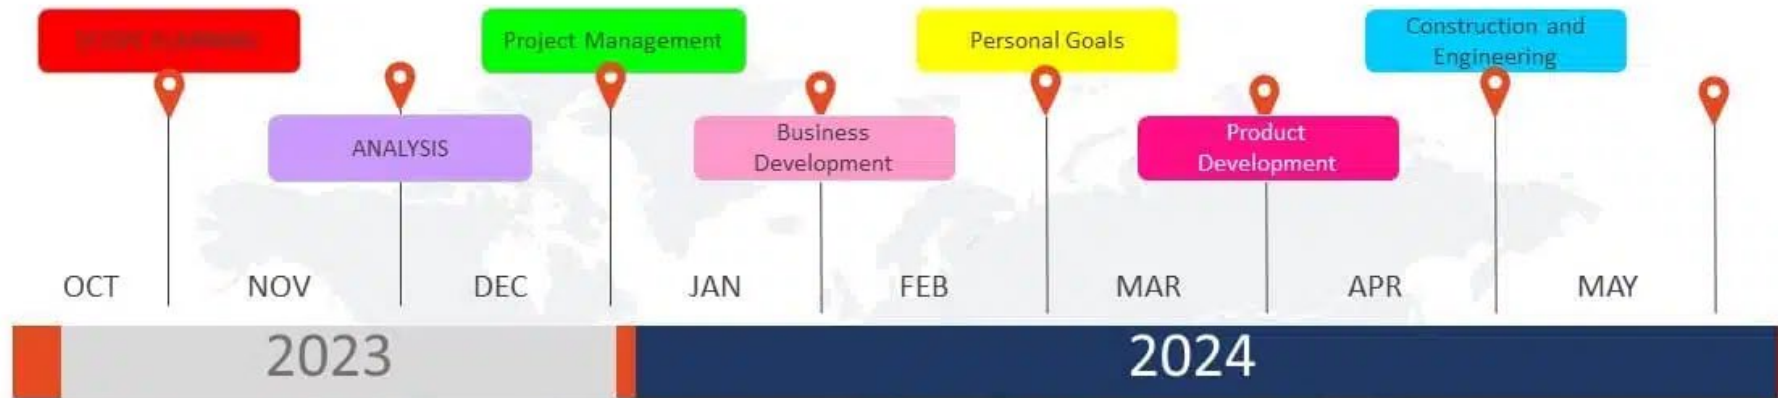 Project Management
Personal Goals
Construction and
Engineering
ANALYSIS
Business
Development
Product
Development
OCT
NOV
DEC
JAN
FEB
MAR
APR
MAY
2023
2024